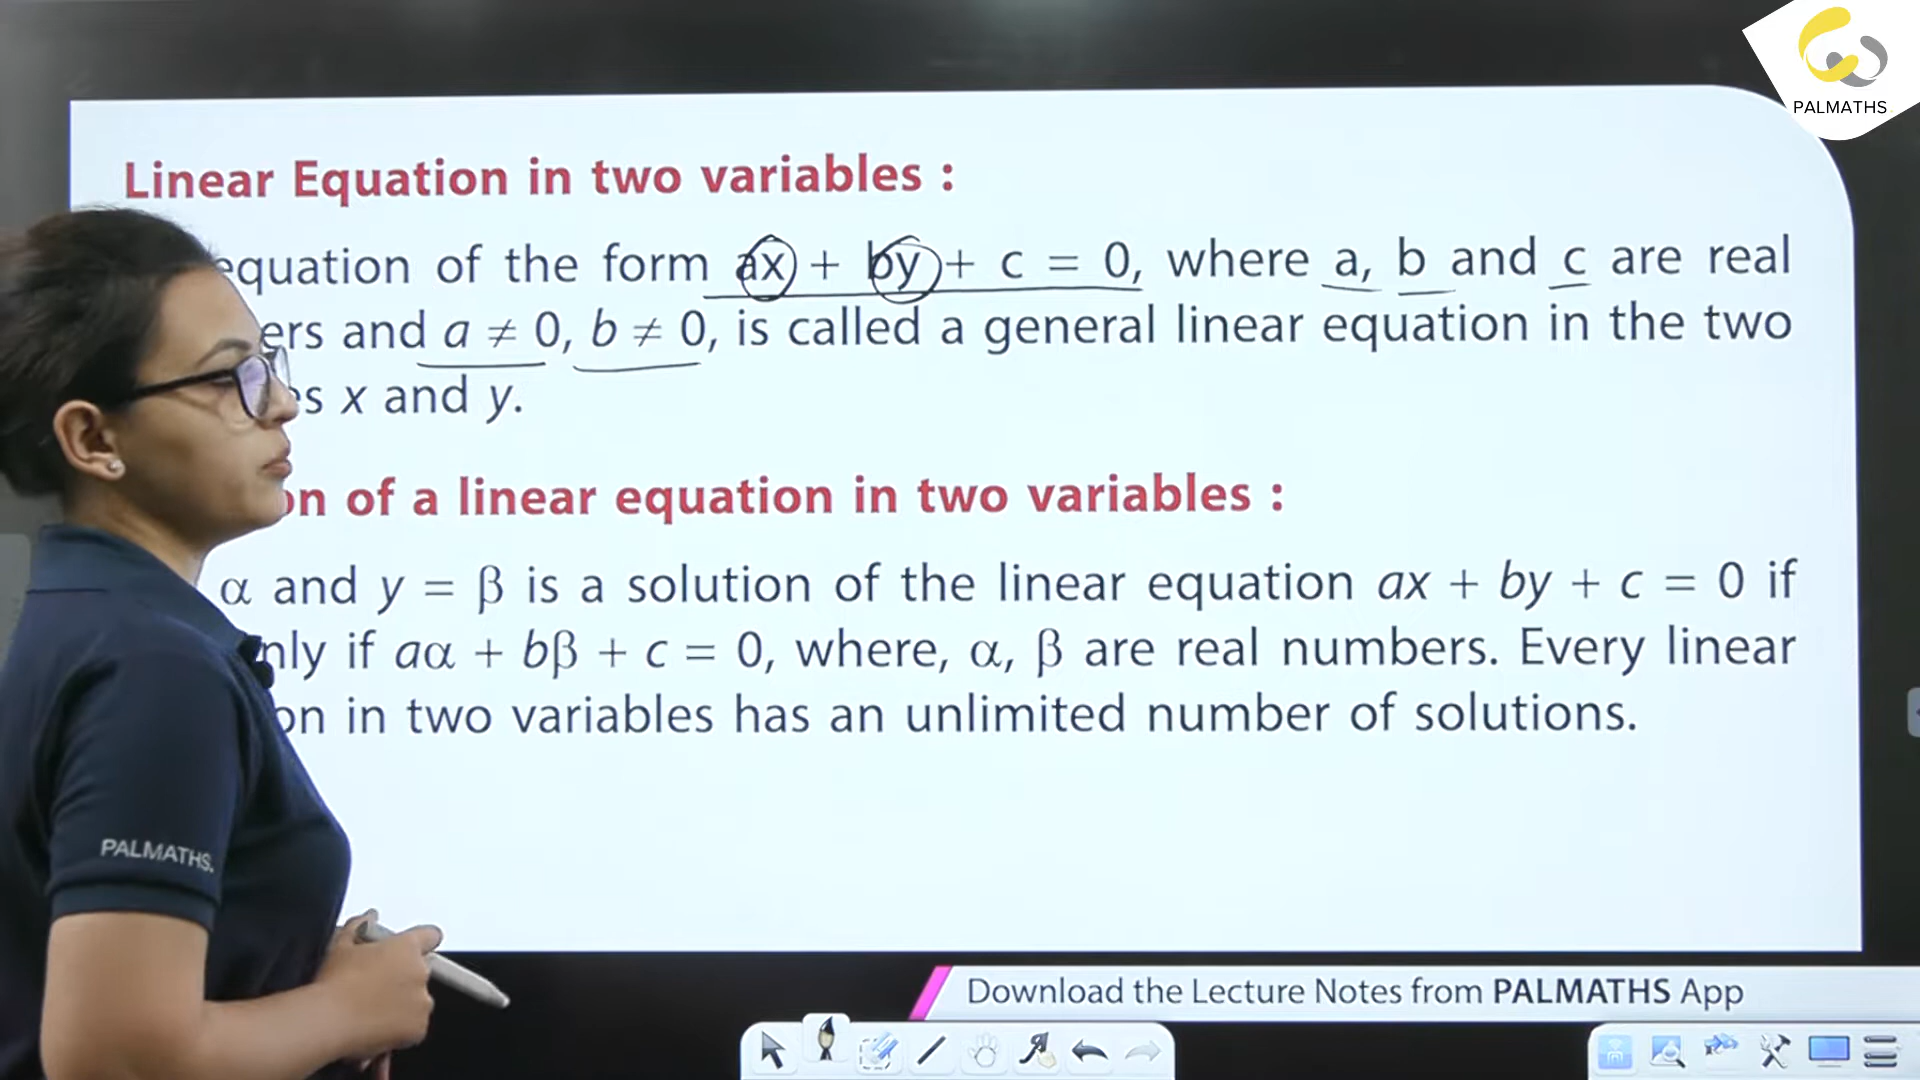 PALMATHS
Linear Equation in two variables :
equation of the form ax + by + c = 0, where a, b and c are real
ers and a ≠ 0, b ≠ 0, is called a general linear equation in the two
s x and y.
on of a linear equation in two variables :
α and y = β is a solution of the linear equation ax + by + c = 0 if
nly if aα + bβ + c = 0, where, α, β are real numbers. Every linear
on in two variables has an unlimited number of solutions.
PALMATHS.
Download the Lecture Notes from PALMATHS App